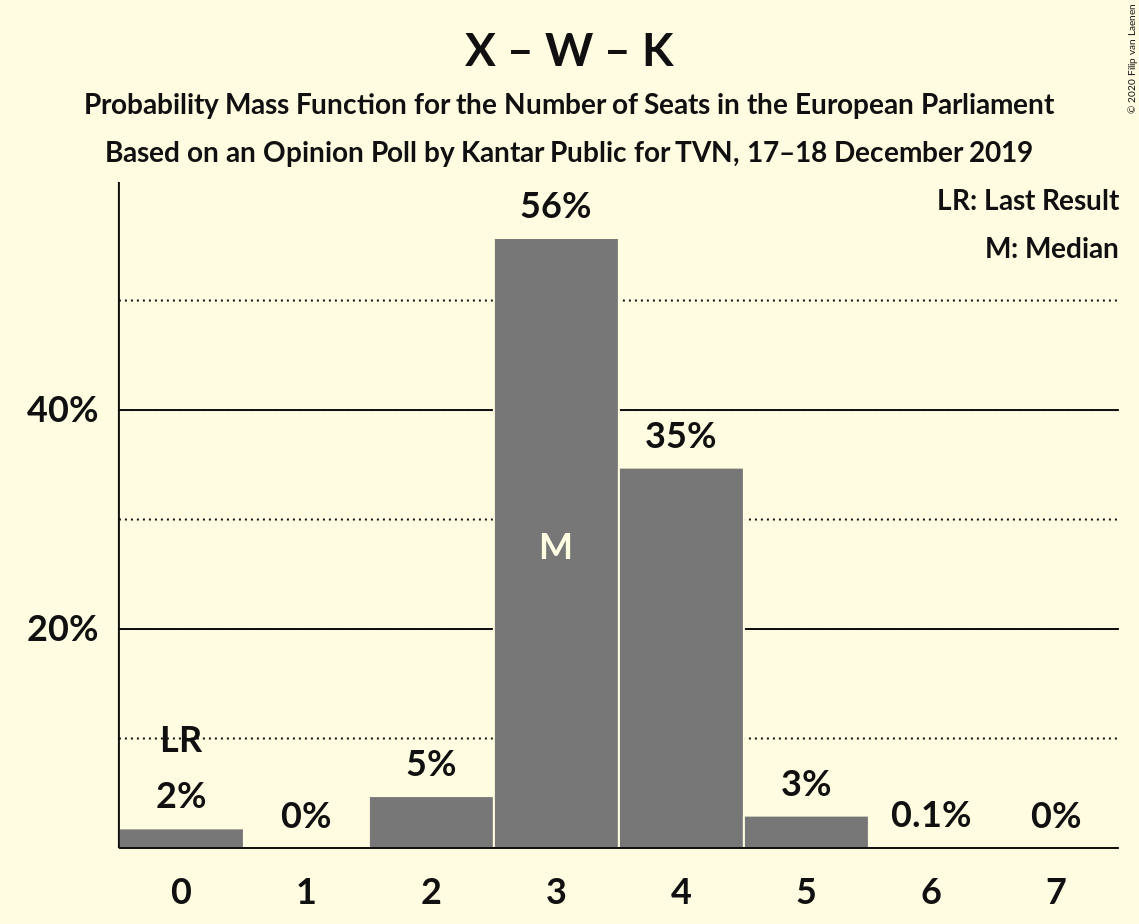 X – W – K
Probability Mass Function for the Number of Seats in the European Parliament
Based on an Opinion Poll by Kantar Public for TVN, 17–18 December 2019
© 2020 Filip van Laenen
LR: Last Result
M: Median
56%
40%
35%
M
20%
LR
2%
0%
5%
3%
0.1%
0%
0 1 2 3 4 5 6 7